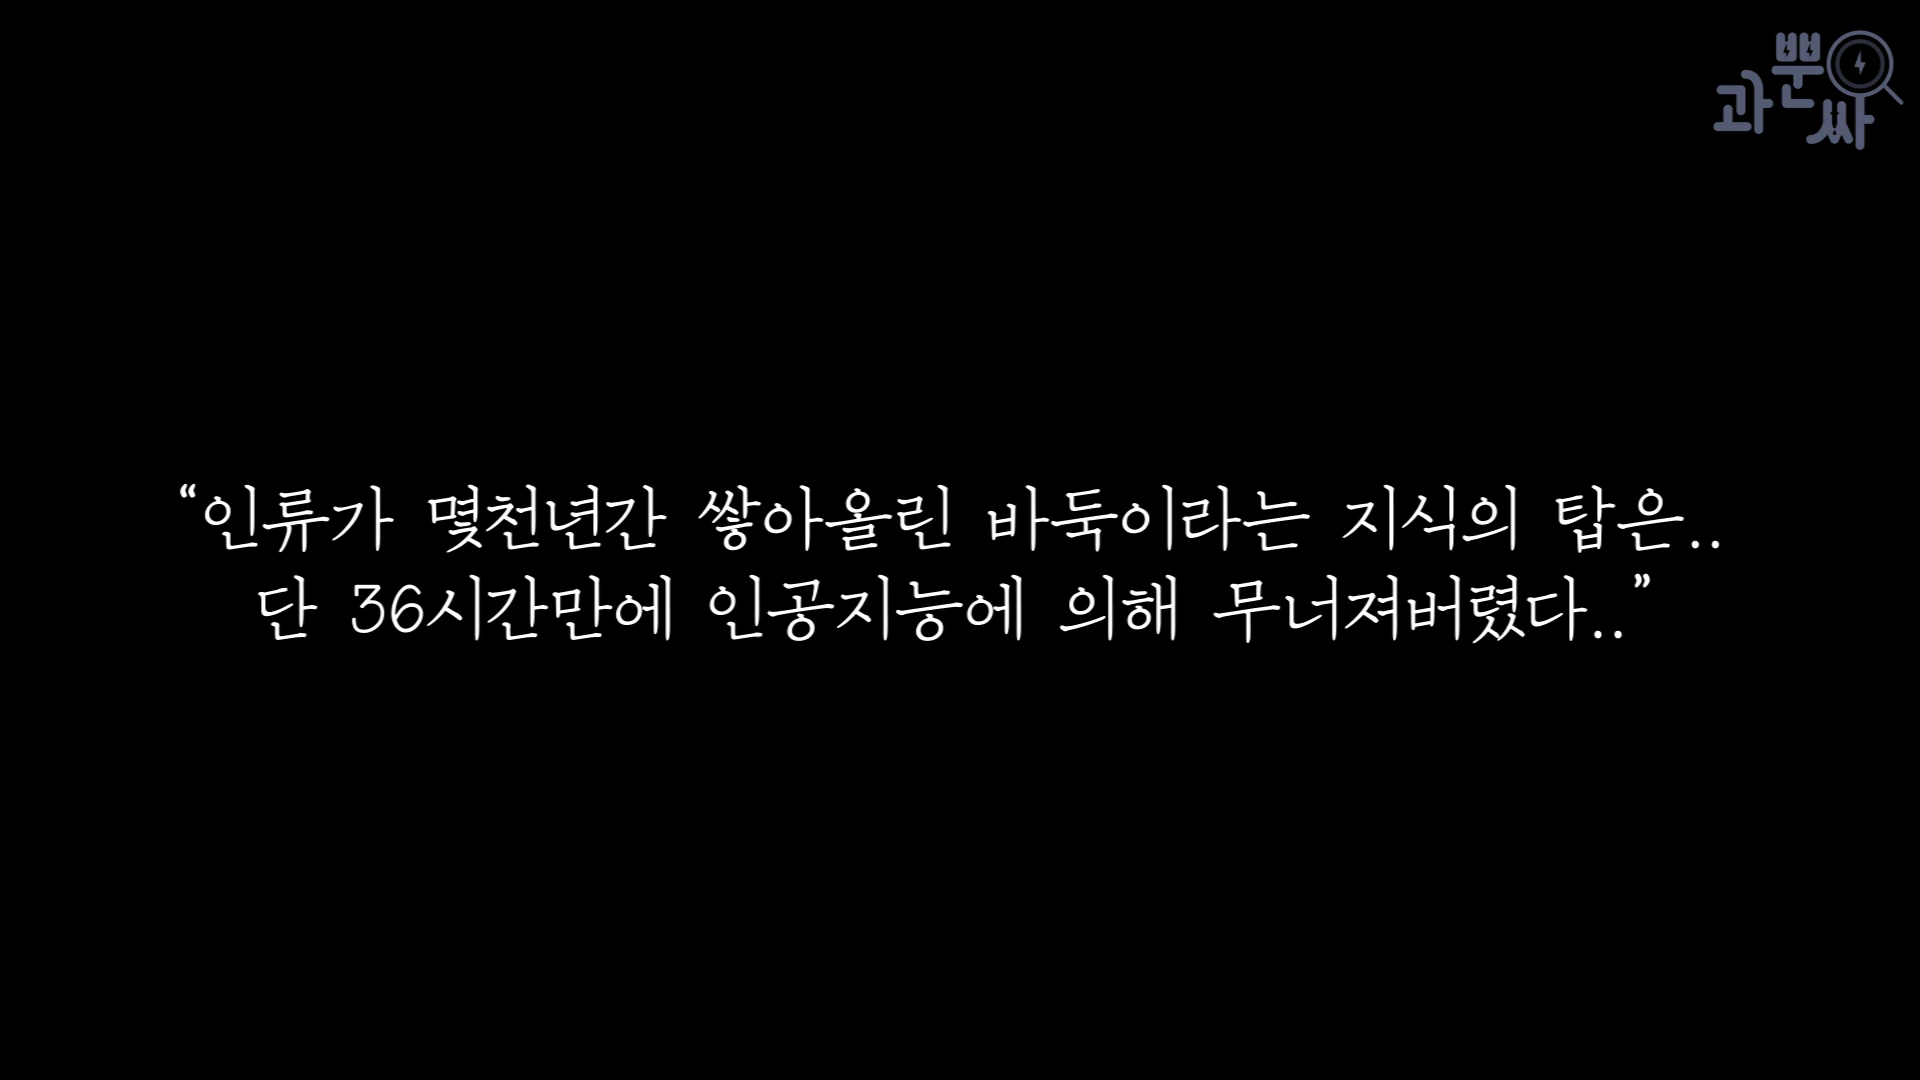 과뿐싸
“인류가 몇천년간 쌓아올린 바둑이라는 지식의 탑은..
단 36시간만에 인공지능에 의해 무너져버렸다..”